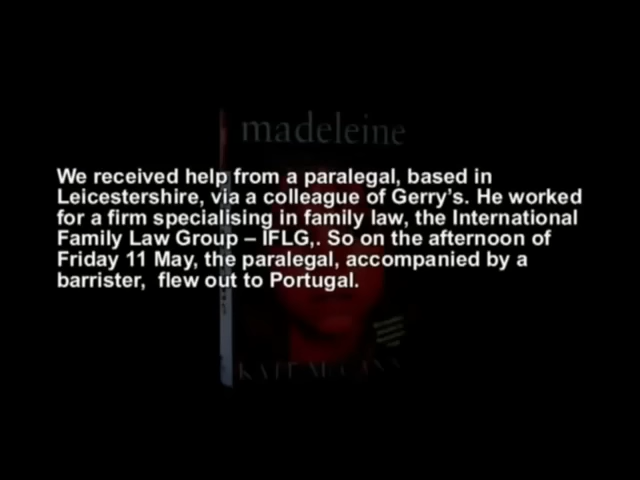 madeleine
We received help from a paralegal, based in
Leicestershire, via a colleague of Gerry's. He worked
for a firm specialising in family law, the International
Family Law Group – IFLG,. So on the afternoon of
Friday 11 May, the paralegal, accompanied by a
barrister, flew out to Portugal.
KATE MCCANN